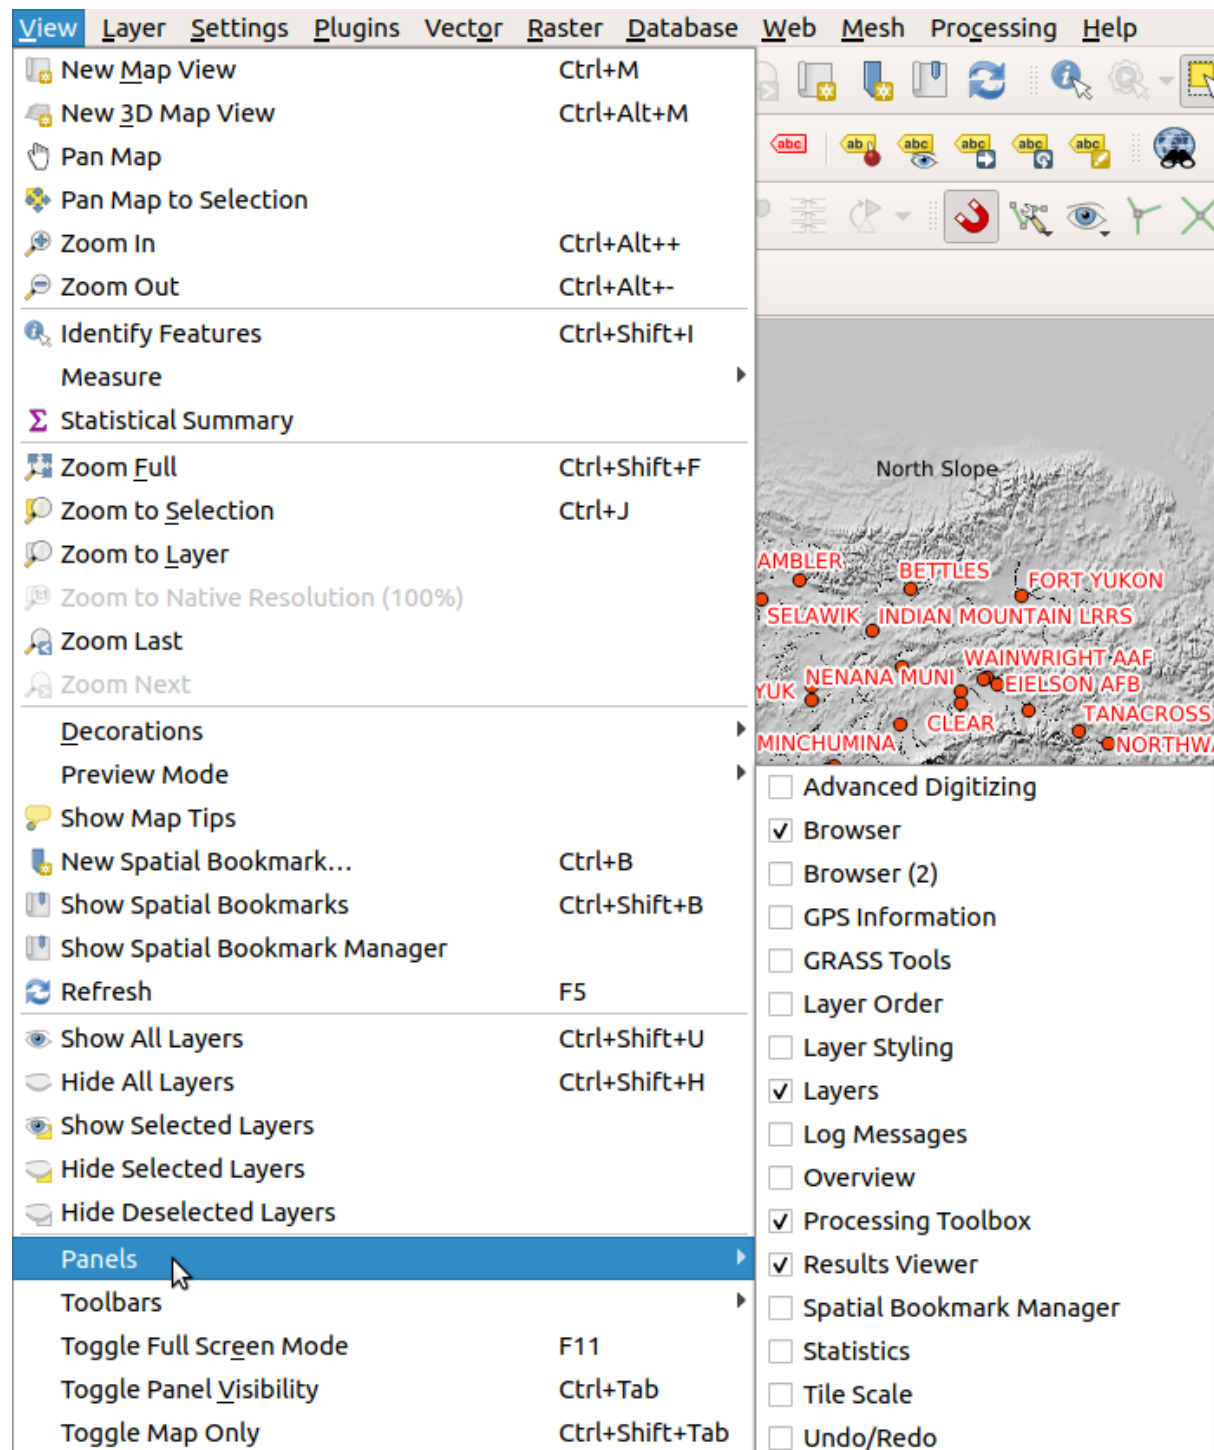 View Layer Settings Plugins Vector Raster Database Web Mesh Processing Help
New Map View Ctrl+M
New 3D Map View Ctrl+Alt+M
Pan Map
Pan Map to Selection
Zoom In Ctrl+Alt++
Zoom Out Ctrl+Alt+-
Identify Features Ctrl+Shift+I
Measure
Statistical Summary
Zoom Full Ctrl+Shift+F
Zoom to Selection Ctrl+J
Zoom to Layer
Zoom to Native Resolution (100%)
Zoom Last
Zoom Next
Decorations
Preview Mode
Show Map Tips
New Spatial Bookmark... Ctrl+B
Show Spatial Bookmarks Ctrl+Shift+B
Show Spatial Bookmark Manager
Refresh F5
Show All Layers Ctrl+Shift+U
Hide All Layers Ctrl+Shift+H
Show Selected Layers
Hide Selected Layers
Hide Deselected Layers
Panels
Toolbars
Toggle Full Screen Mode F11
Toggle Panel Visibility Ctrl+Tab
Toggle Map Only Ctrl+Shift+Tab
abc ab abc abc abc abc
North Slope
AMBLER
BETTLES
FORT YUKON
SELAWIK INDIAN MOUNTAIN LRRS
WAINWRIGHT AAF
NENANA MUNI
YUK EIELSON AFB
CLEAR TANACROSS
MINCHUMINA NORTHWA
Advanced Digitizing
Browser
Browser (2)
GPS Information
GRASS Tools
Layer Order
Layer Styling
Layers
Log Messages
Overview
Processing Toolbox
Results Viewer
Spatial Bookmark Manager
Statistics
Tile Scale
Undo/Redo